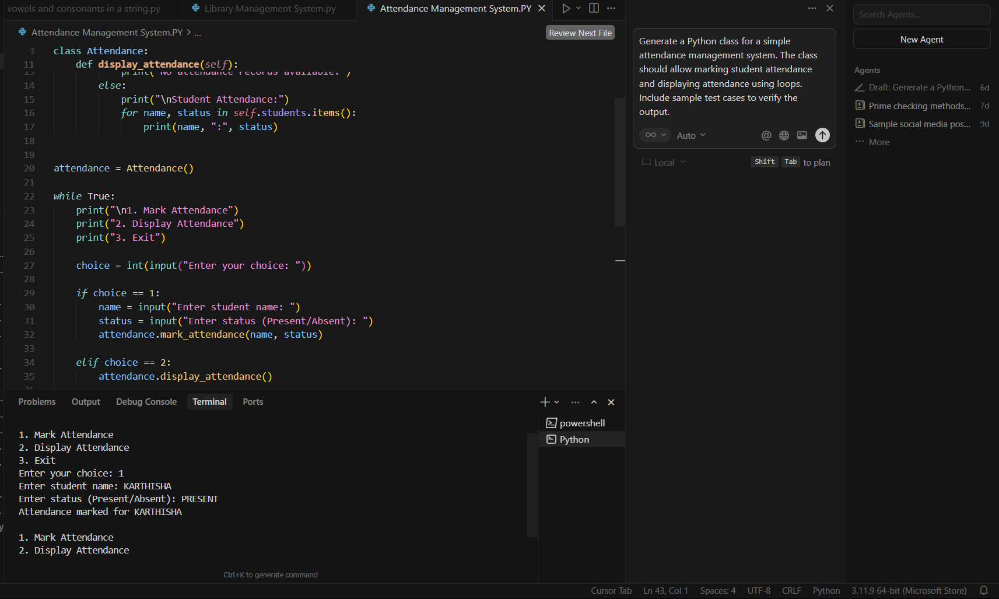 vowels and consonants in a string.py
Library Management System.py
Attendance Management System.PY
Attendance Management System.PY > ...
Review Next File
3 class Attendance:
11 def display_attendance(self):
13 print("No attendance records available.")
14 else:
15 print("\nStudent Attendance:")
16 for name, status in self.students.items():
17 print(name, ":", status)
18
19
20 attendance = Attendance()
21
22 while True:
23 print("\n1. Mark Attendance")
24 print("2. Display Attendance")
25 print("3. Exit")
26
27 choice = int(input("Enter your choice: "))
28
29 if choice == 1:
30 name = input("Enter student name: ")
31 status = input("Enter status (Present/Absent): ")
32 attendance.mark_attendance(name, status)
33
34 elif choice == 2:
35 attendance.display_attendance()
36
Problems Output Debug Console Terminal Ports
1. Mark Attendance
2. Display Attendance
3. Exit
Enter your choice: 1
Enter student name: KARTHISHA
Enter status (Present/Absent): PRESENT
Attendance marked for KARTHISHA
1. Mark Attendance
2. Display Attendance
Ctrl+K to generate command
powershell
Python
Generate a Python class for a simple
attendance management system. The class
should allow marking student attendance
and displaying attendance using loops.
Include sample test cases to verify the
output.
Auto
Local
Shift Tab to plan
Search Agents...
New Agent
Agents
Draft: Generate a Python... 6d
Prime checking methods... 7d
Sample social media pos... 9d
More
Cursor Tab Ln 43, Col 1 Spaces: 4 UTF-8 CRLF Python 3.11.9 64-bit (Microsoft Store)